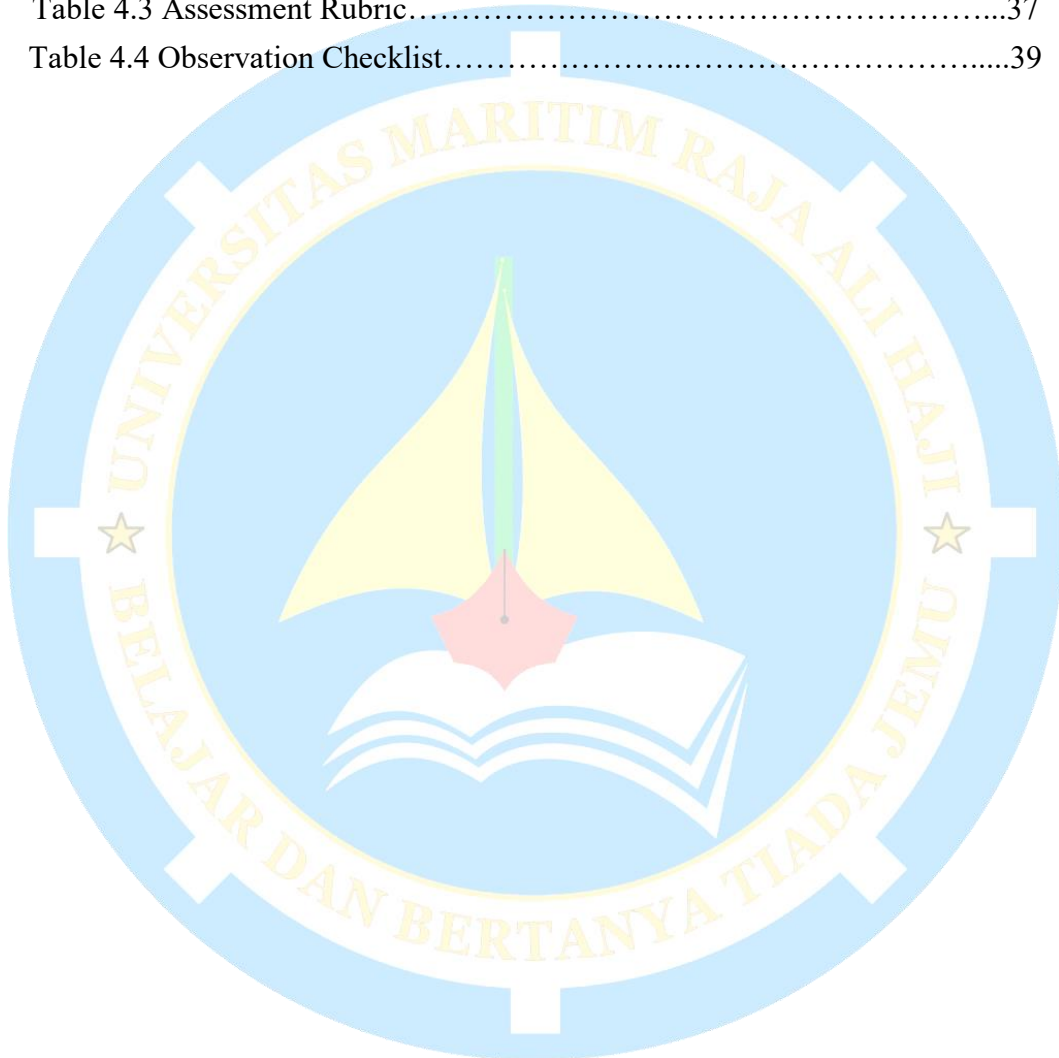 Table 4.3 Assessment Rubric…………………….…………………………...37
Table 4.4 Observation Checklist…………………..……………………….....39
UNIVERSITAS MARITIM RAJA ALI HAJI
BELAJAR DAN BERTANYA TIADA JEMU